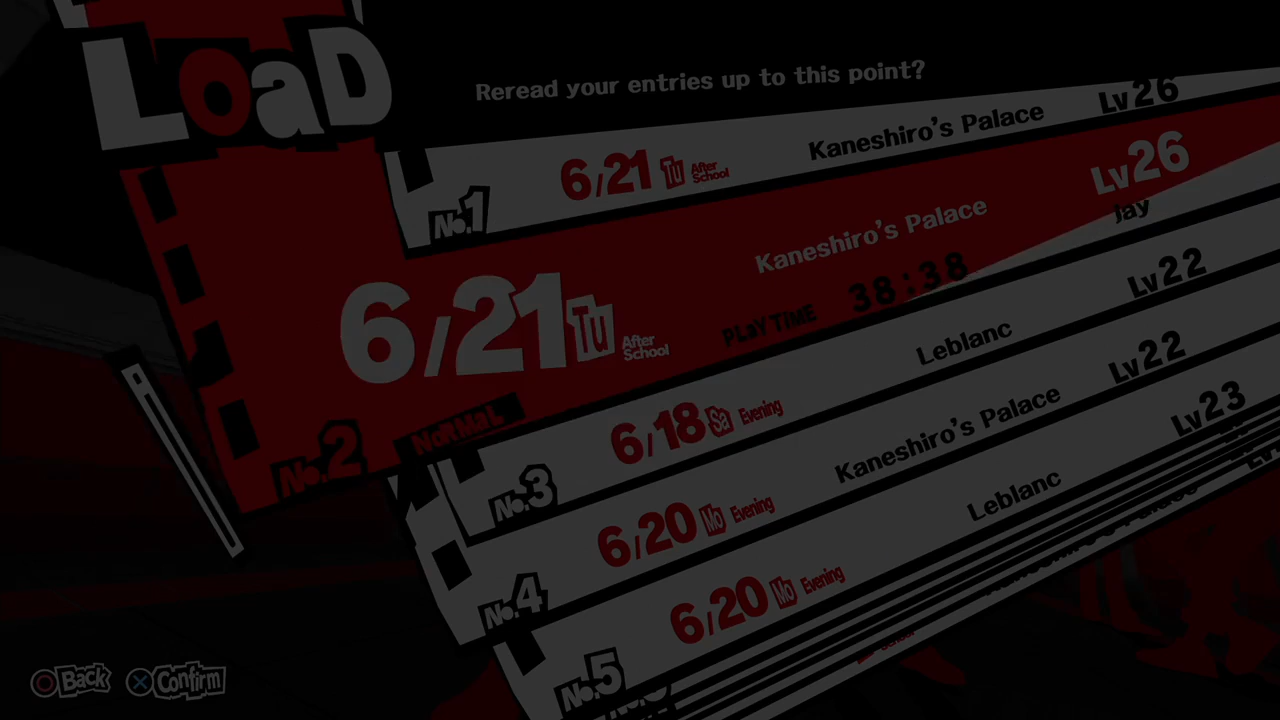 LOaD
Reread your entries up to this point?
No.1 6/21 Tu After School Kaneshiro's Palace Lv26
No.2 6/21 Tu After School Kaneshiro's Palace Lv26
Jay
PLaY TIME 38:38
NoRMaL
No.3 6/18 Sa Evening Leblanc Lv22
No.4 6/20 Mo Evening Kaneshiro's Palace Lv22
No.5 6/20 Mo Evening Leblanc Lv23
Back Confirm